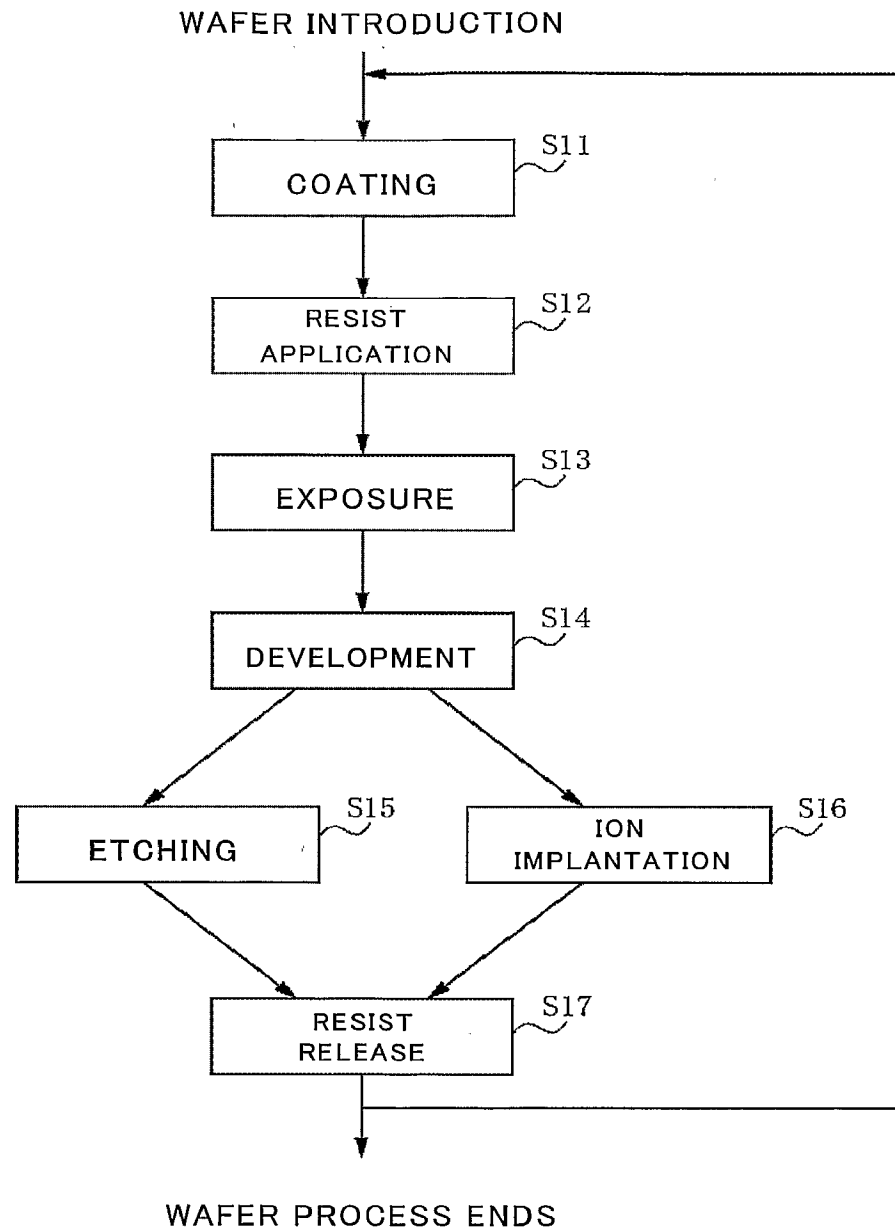 WAFER INTRODUCTION
S11
COATING
S12
RESIST
APPLICATION
S13
EXPOSURE
S14
DEVELOPMENT
S15
ETCHING
S16
ION
IMPLANTATION
S17
RESIST
RELEASE
WAFER PROCESS ENDS